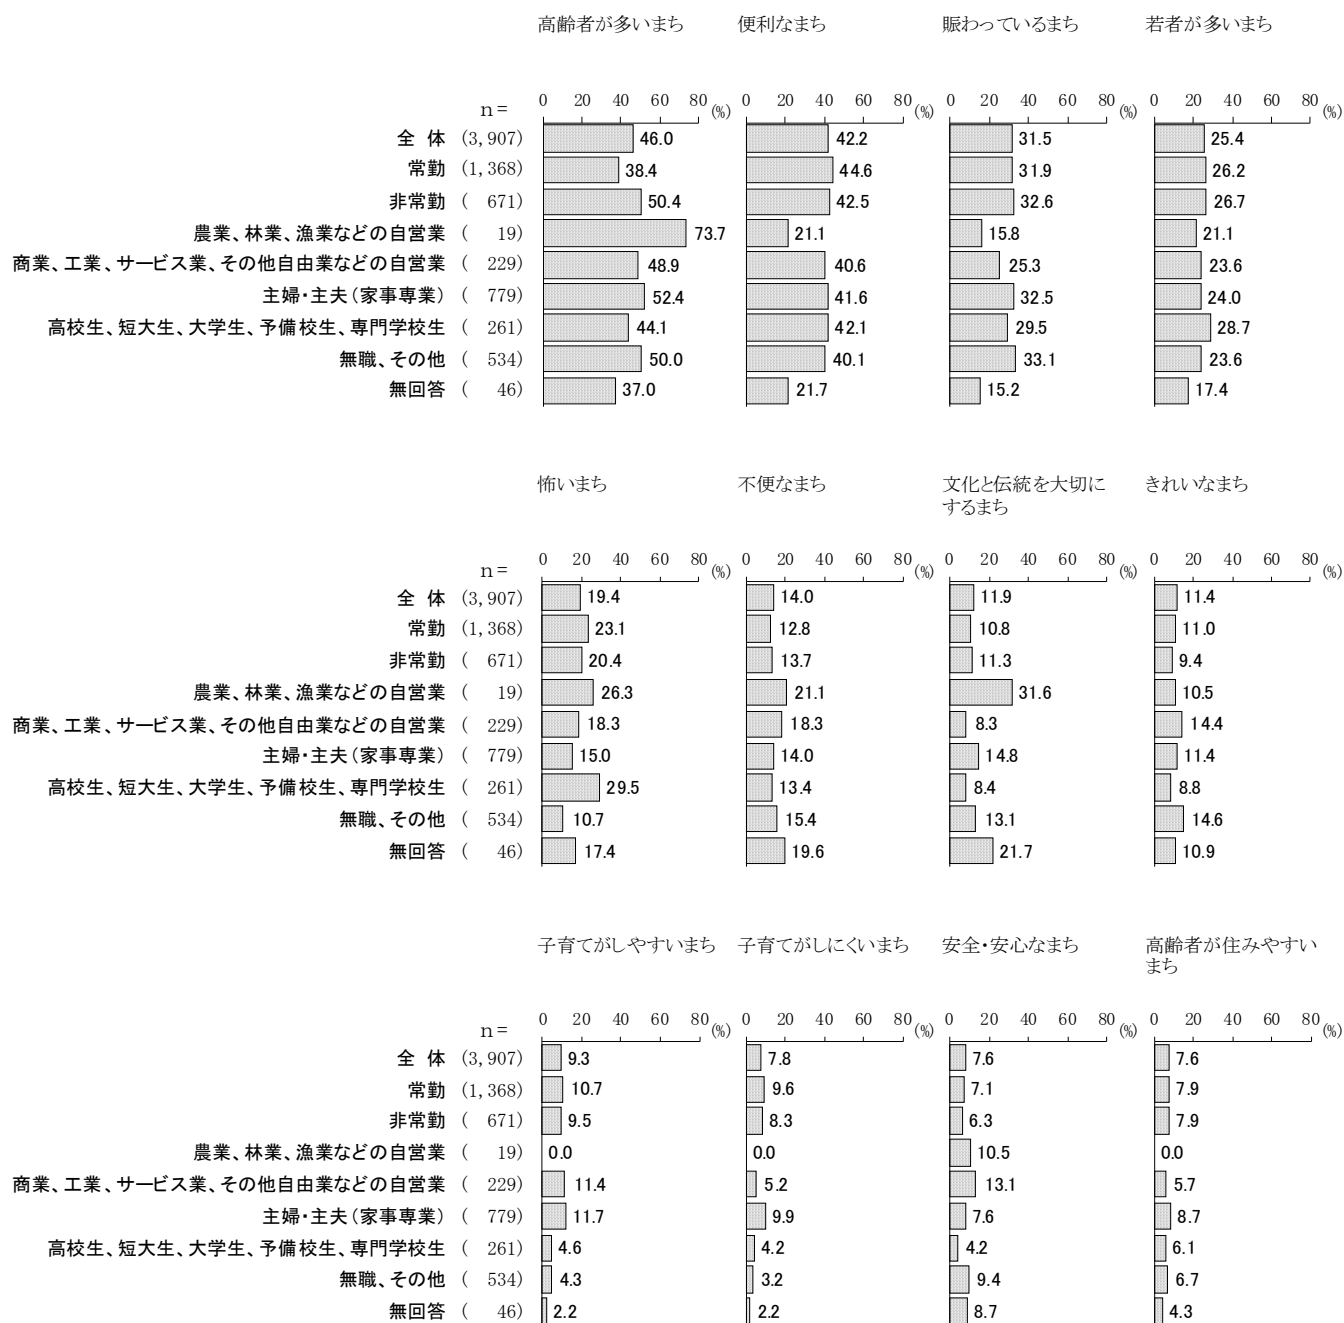 高齢者が多いまち 便利なまち 賑わっているまち 若者が多いまち
n= 0 20 40 60 80 (%) 0 20 40 60 80 (%) 0 20 40 60 80 (%) 0 20 40 60 80 (%)
全 体 (3,907) 46.0 42.2 31.5 25.4
常勤 (1,368) 38.4 44.6 31.9 26.2
非常勤 ( 671) 50.4 42.5 32.6 26.7
農業、林業、漁業などの自営業 ( 19) 73.7 21.1 15.8 21.1
商業、工業、サービス業、その他自由業などの自営業 ( 229) 48.9 40.6 25.3 23.6
主婦・主夫(家事専業) ( 779) 52.4 41.6 32.5 24.0
高校生、短大生、大学生、予備校生、専門学校生 ( 261) 44.1 42.1 29.5 28.7
無職、その他 ( 534) 50.0 40.1 33.1 23.6
無回答 ( 46) 37.0 21.7 15.2 17.4
怖いまち 不便なまち 文化と伝統を大切に きれいなまち
するまち
n= 0 20 40 60 80 (%) 0 20 40 60 80 (%) 0 20 40 60 80 (%) 0 20 40 60 80 (%)
全 体 (3,907) 19.4 14.0 11.9 11.4
常勤 (1,368) 23.1 12.8 10.8 11.0
非常勤 ( 671) 20.4 13.7 11.3 9.4
農業、林業、漁業などの自営業 ( 19) 26.3 21.1 31.6 10.5
商業、工業、サービス業、その他自由業などの自営業 ( 229) 18.3 18.3 8.3 14.4
主婦・主夫(家事専業) ( 779) 15.0 14.0 14.8 11.4
高校生、短大生、大学生、予備校生、専門学校生 ( 261) 29.5 13.4 8.4 8.8
無職、その他 ( 534) 10.7 15.4 13.1 14.6
無回答 ( 46) 17.4 19.6 21.7 10.9
子育てがしやすいまち 子育てがしにくいまち 安全・安心なまち 高齢者が住みやすい
まち
n= 0 20 40 60 80 (%) 0 20 40 60 80 (%) 0 20 40 60 80 (%) 0 20 40 60 80 (%)
全 体 (3,907) 9.3 7.8 7.6 7.6
常勤 (1,368) 10.7 9.6 7.1 7.9
非常勤 ( 671) 9.5 8.3 6.3 7.9
農業、林業、漁業などの自営業 ( 19) 0.0 0.0 10.5 0.0
商業、工業、サービス業、その他自由業などの自営業 ( 229) 11.4 5.2 13.1 5.7
主婦・主夫(家事専業) ( 779) 11.7 9.9 7.6 8.7
高校生、短大生、大学生、予備校生、専門学校生 ( 261) 4.6 4.2 4.2 6.1
無職、その他 ( 534) 4.3 3.2 9.4 6.7
無回答 ( 46) 2.2 2.2 8.7 4.3